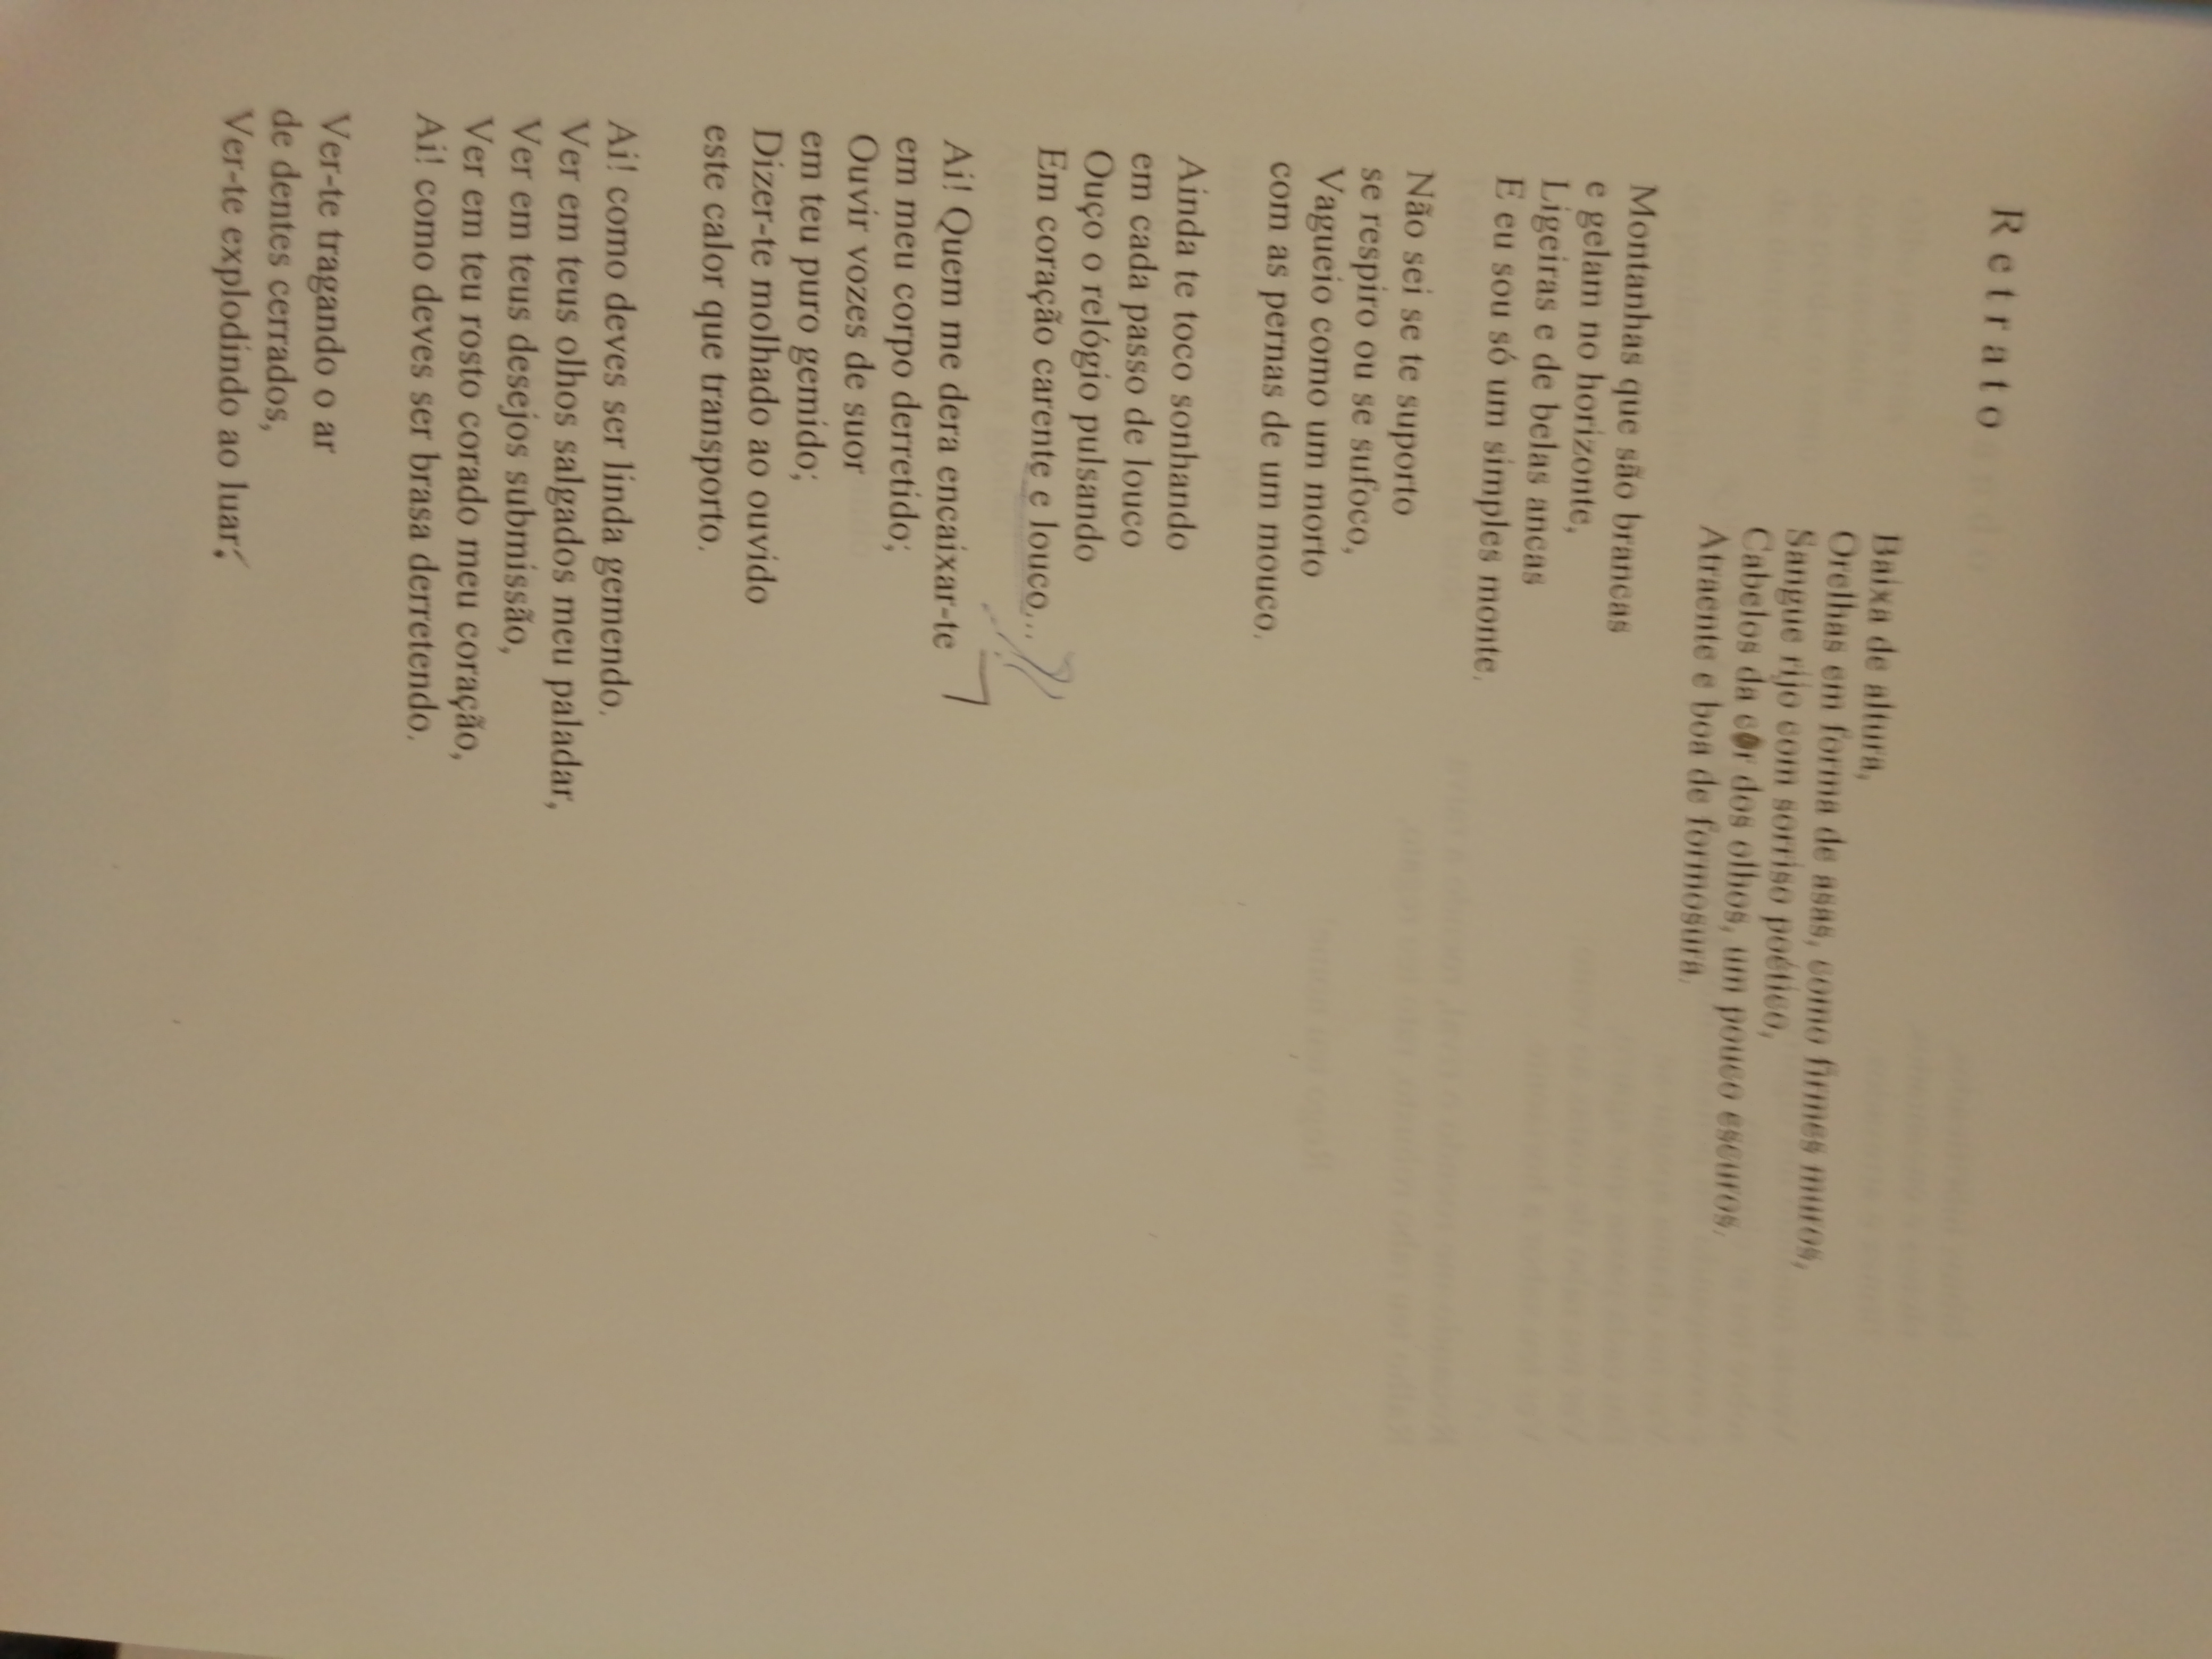 Retrato
Baixa de altura,
Orelhas em forma de asas, como firmes muros,
Sangue rijo com sorriso poético,
Cabelos da cor dos olhos, um pouco escuros,
Atraente e boa de formosura.
Montanhas que são brancas
e gelam no horizonte,
Ligeiras e de belas ancas
E eu sou só um simples monte.
Não sei se te suporto
se respiro ou se sufoco,
Vagueio como um morto
com as pernas de um mouco.
Ainda te toco sonhando
em cada passo de louco
Ouço o relógio pulsando
Em coração carente e louco...
Ai! Quem me dera encaixar-te
em meu corpo derretido;
Ouvir vozes de suor
em teu puro gemido;
Dizer-te molhado ao ouvido
este calor que transporto.
Ai! como deves ser linda gemendo.
Ver em teus olhos salgados meu paladar,
Ver em teus desejos submissão,
Ver em teu rosto corado meu coração,
Ai! como deves ser brasa derretendo.
Ver-te tragando o ar
de dentes cerrados,
Ver-te explodindo ao luar;